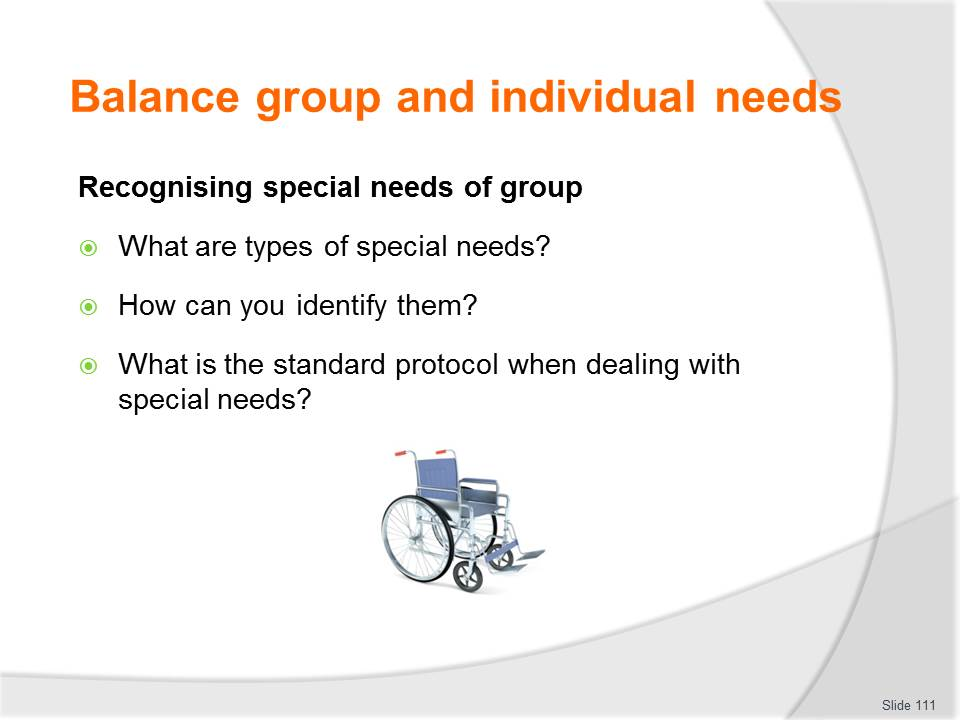 Balance group and individual needs
Recognising special needs of group
What are types of special needs?
How can you identify them?
What is the standard protocol when dealing with
special needs?
Slide 111